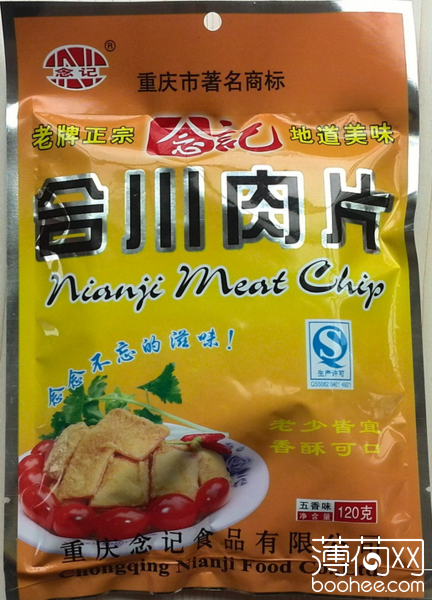 念记®
重庆市著名商标
老牌正宗 念記 地道美味
合川肉片
Nianji Meat Chip
念念不忘的滋味！
生产许可
老少皆宜
香酥可口
五香味
净含量 120克
重庆念记食品有限公司
Chongqing Nianji Food
薄荷网
boohee.com